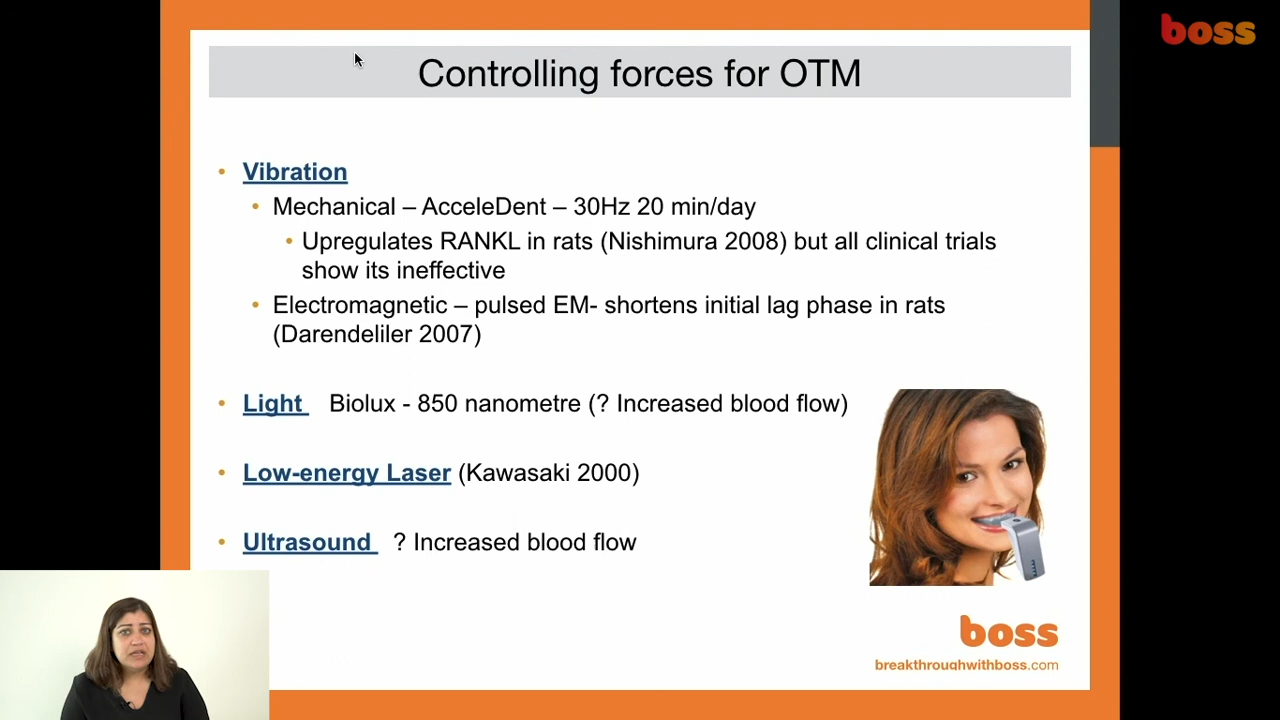 boss
Controlling forces for OTM
• Vibration
• Mechanical – AcceleDent – 30Hz 20 min/day
• Upregulates RANKL in rats (Nishimura 2008) but all clinical trials
show its ineffective
• Electromagnetic – pulsed EM- shortens initial lag phase in rats
(Darendeliler 2007)
• Light Biolux - 850 nanometre (? Increased blood flow)
• Low-energy Laser (Kawasaki 2000)
• Ultrasound ? Increased blood flow
boss
breakthroughwithboss.com